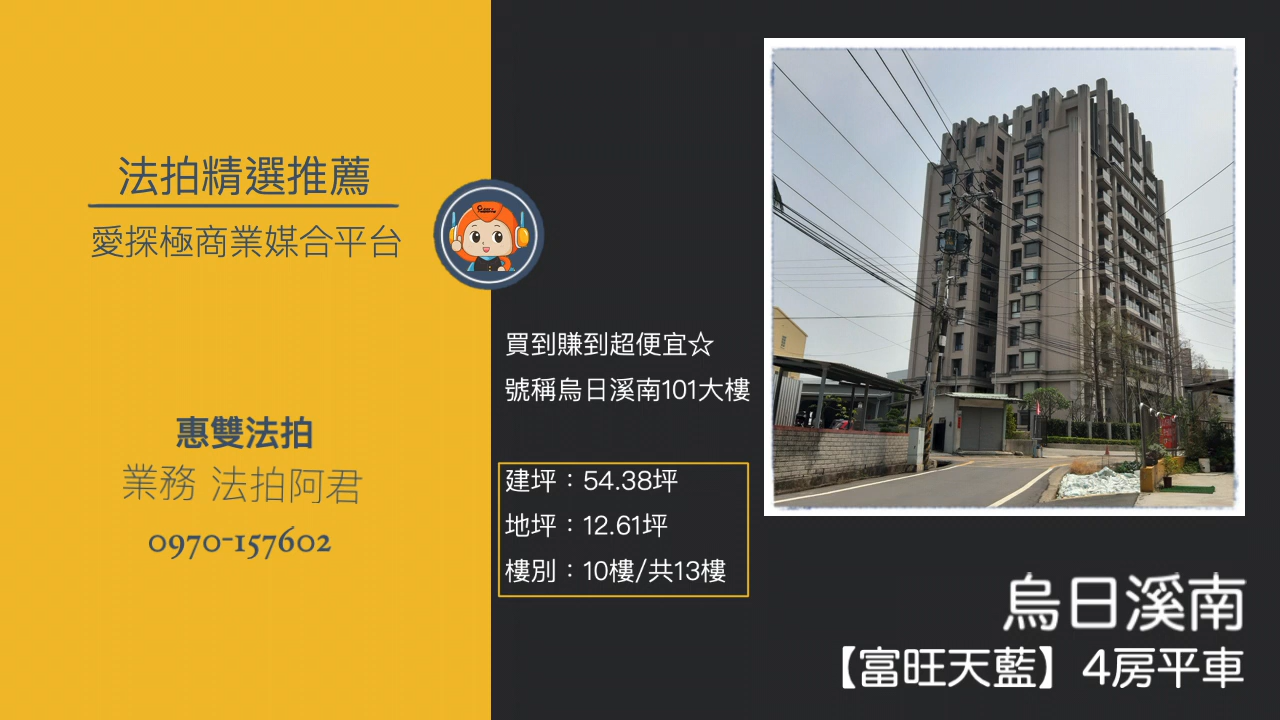 法拍精選推薦
愛探極商業媒合平台
惠雙法拍
業務 法拍阿君
0970-157602
買到賺到超便宜☆
號稱烏日溪南101大樓
建坪：54.38坪
地坪：12.61坪
樓別：10樓/共13樓
烏日溪南
【富旺天藍】4房平車